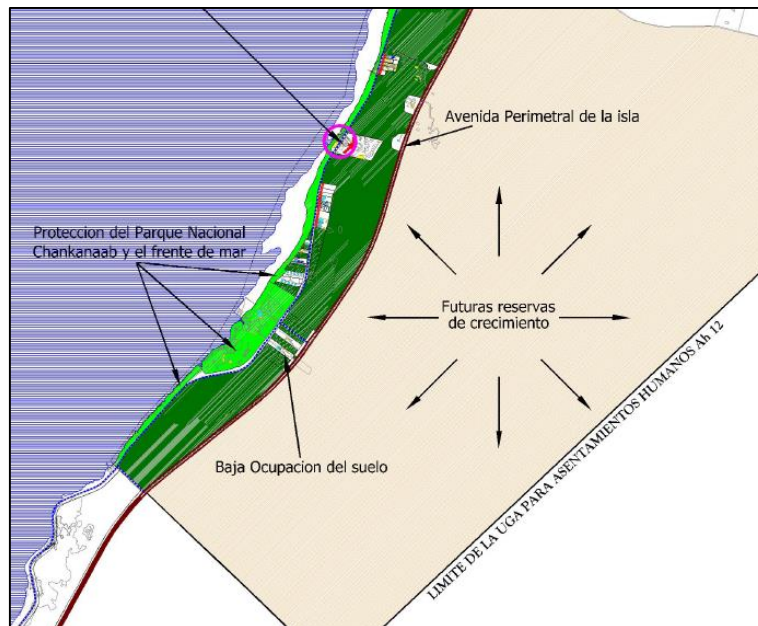 Avenida Perimetral de la isla
Proteccion del Parque Nacional
Chankanaab y el frente de mar
Futuras reservas
de crecimiento
Baja Ocupacion del suelo
LIMITE DE LA UGA PARA ASENTAMIENTOS HUMANOS Ah 12